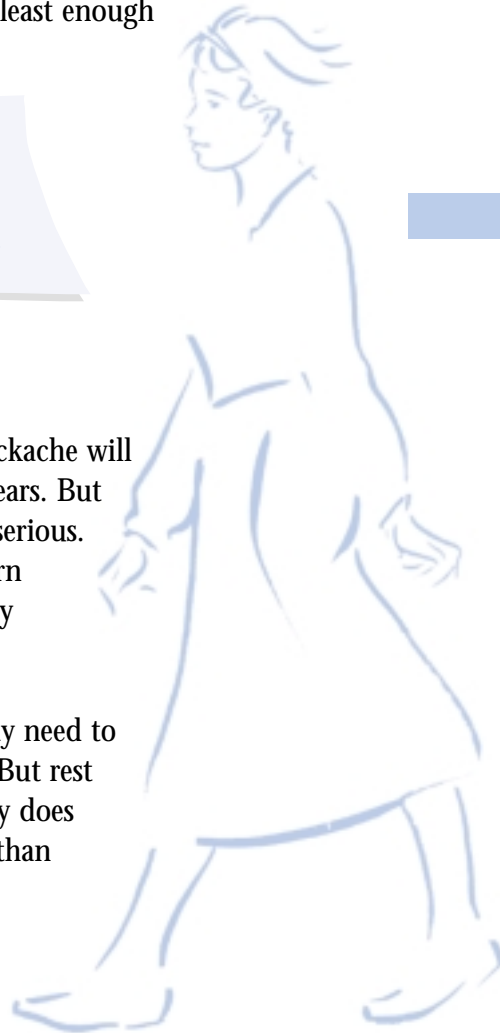 least enough
ckache will
ears. But
serious.
rn
y
y need to
But rest
y does
than